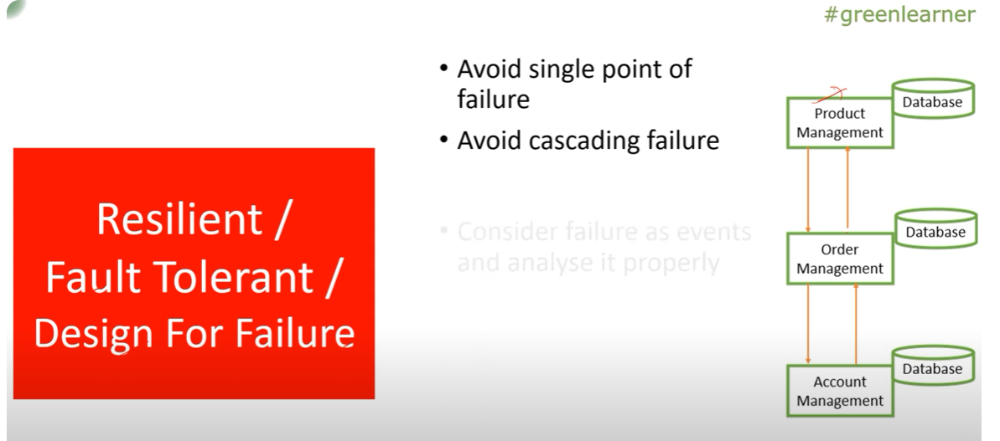 #greenlearner
Resilient /
Fault Tolerant /
Design For Failure
• Avoid single point of
failure
• Avoid cascading failure
• Consider failure as events
and analyse it properly
Product
Management
Database
Order
Management
Database
Account
Management
Database